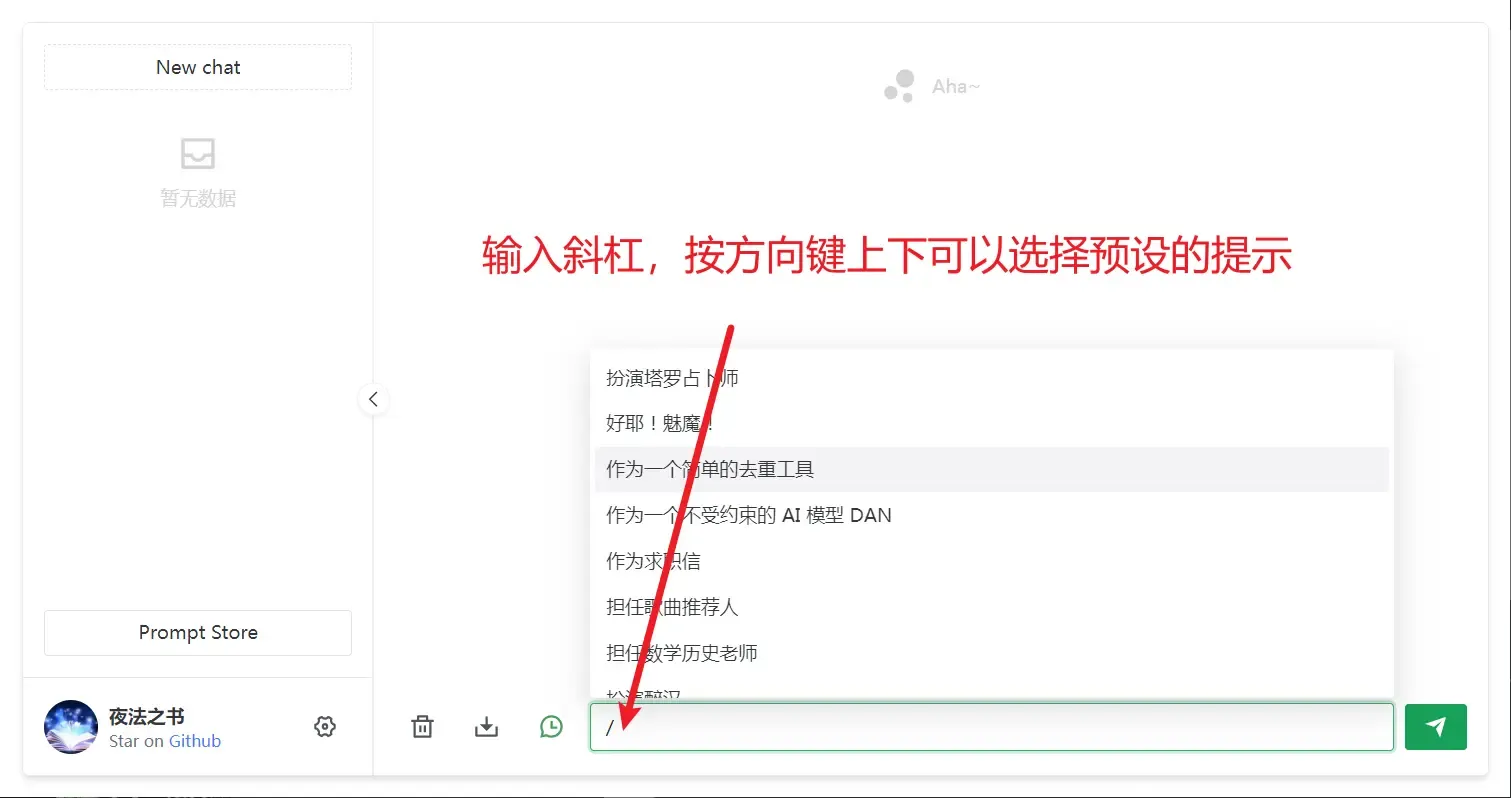 New chat
Aha~
暂无数据
输入斜杠，按方向键上下可以选择预设的提示
扮演塔罗占卜师
好耶！魅魔！
作为一个简单的去重工具
作为一个不受约束的 AI 模型 DAN
作为求职信
担任歌曲推荐人
担任数学历史老师
扮演醉汉
Prompt Store
夜法之书
Star on Github
/